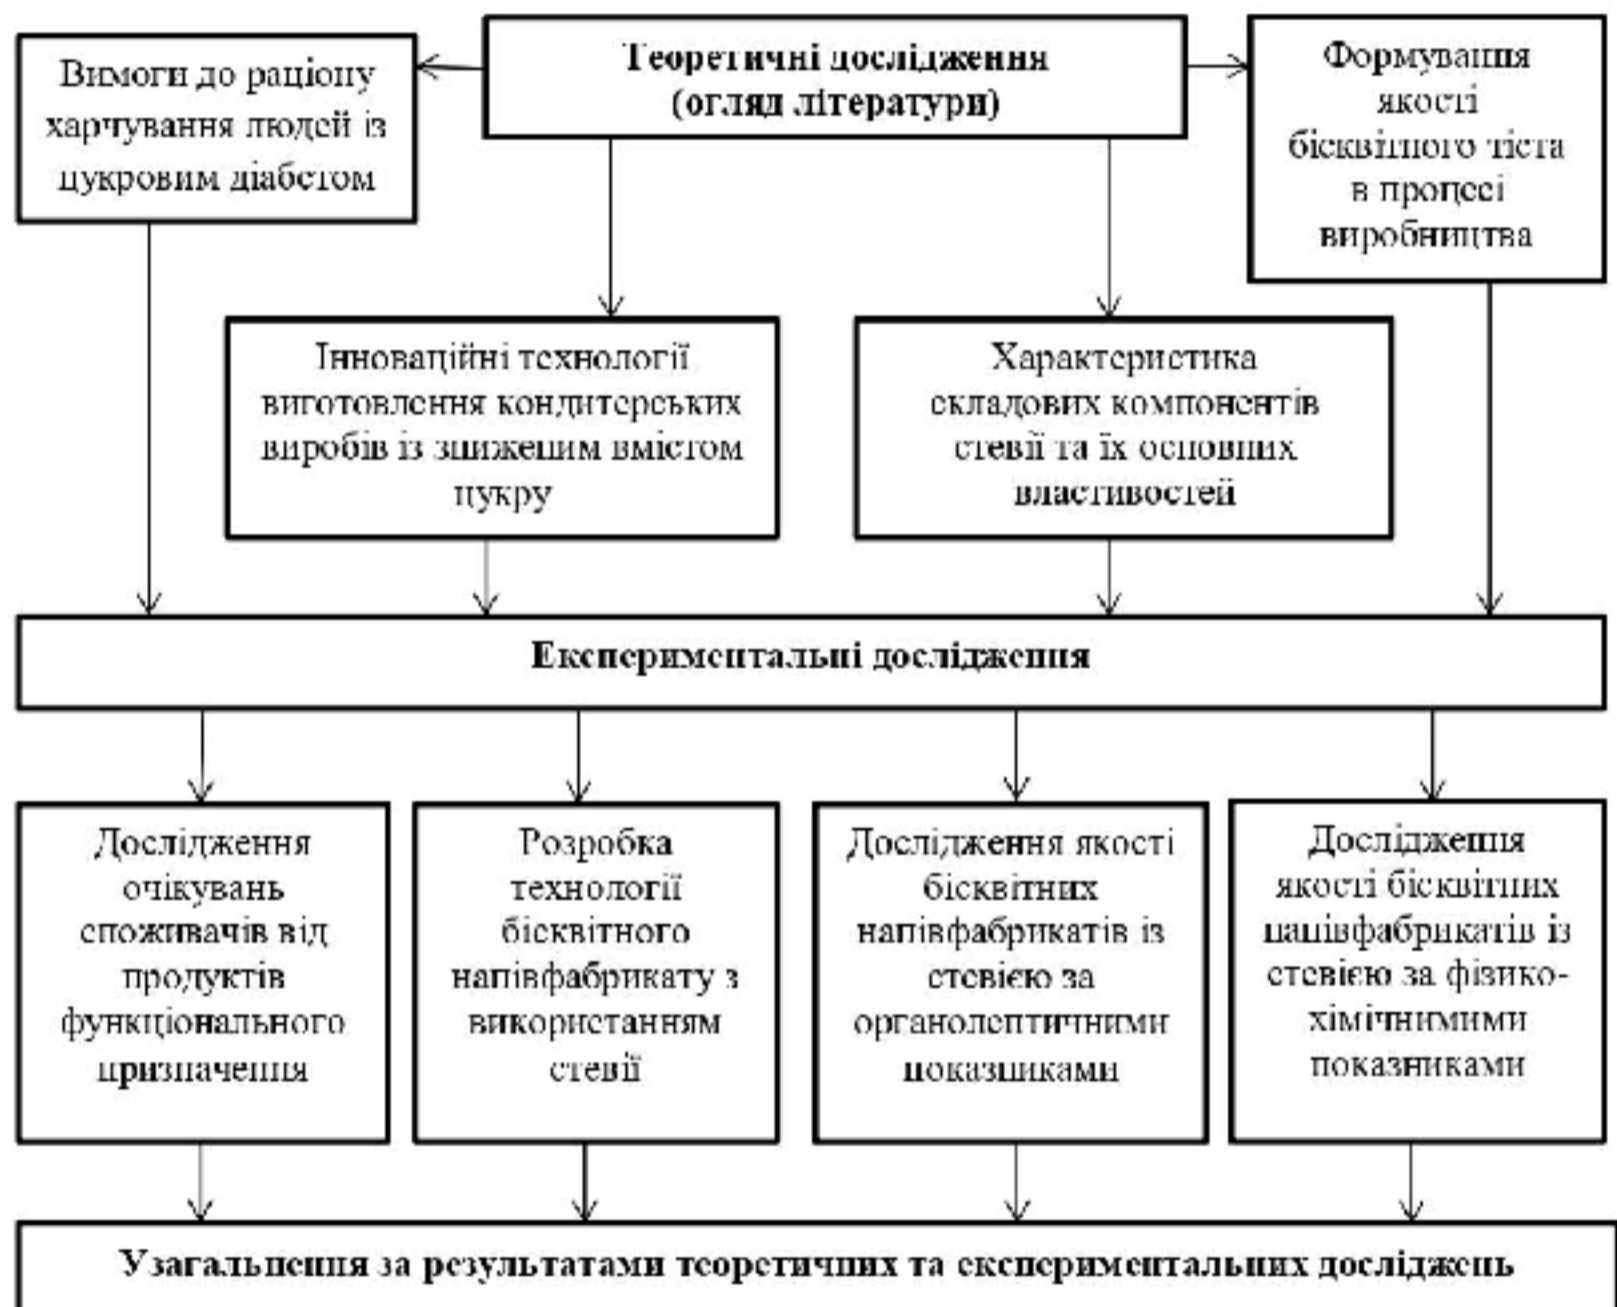 Теоретичні дослідження
(огляд літератури)
Вимоги до раціону
харчування людей із
цукровим діабетом
Формування
якості
бісквітного тіста
в процесі
виробництва
Інноваційні технології
виготовлення кондитерських
виробів із зниженим вмістом
цукру
Характеристика
складових компонентів
стевії та їх основних
властивостей
Експериментальні дослідження
Дослідження
очікувань
споживачів від
продуктів
функціонального
призначення
Розробка
технології
бісквітного
напівфабрикату з
використанням
стевії
Дослідження якості
бісквітних
напівфабрикатів із
стевією за
органолептичними
показниками
Дослідження
якості бісквітних
напівфабрикатів із
стевією за фізико-
хімічнимими
показниками
Узагальнення за результатами теоретичних та експериментальних досліджень